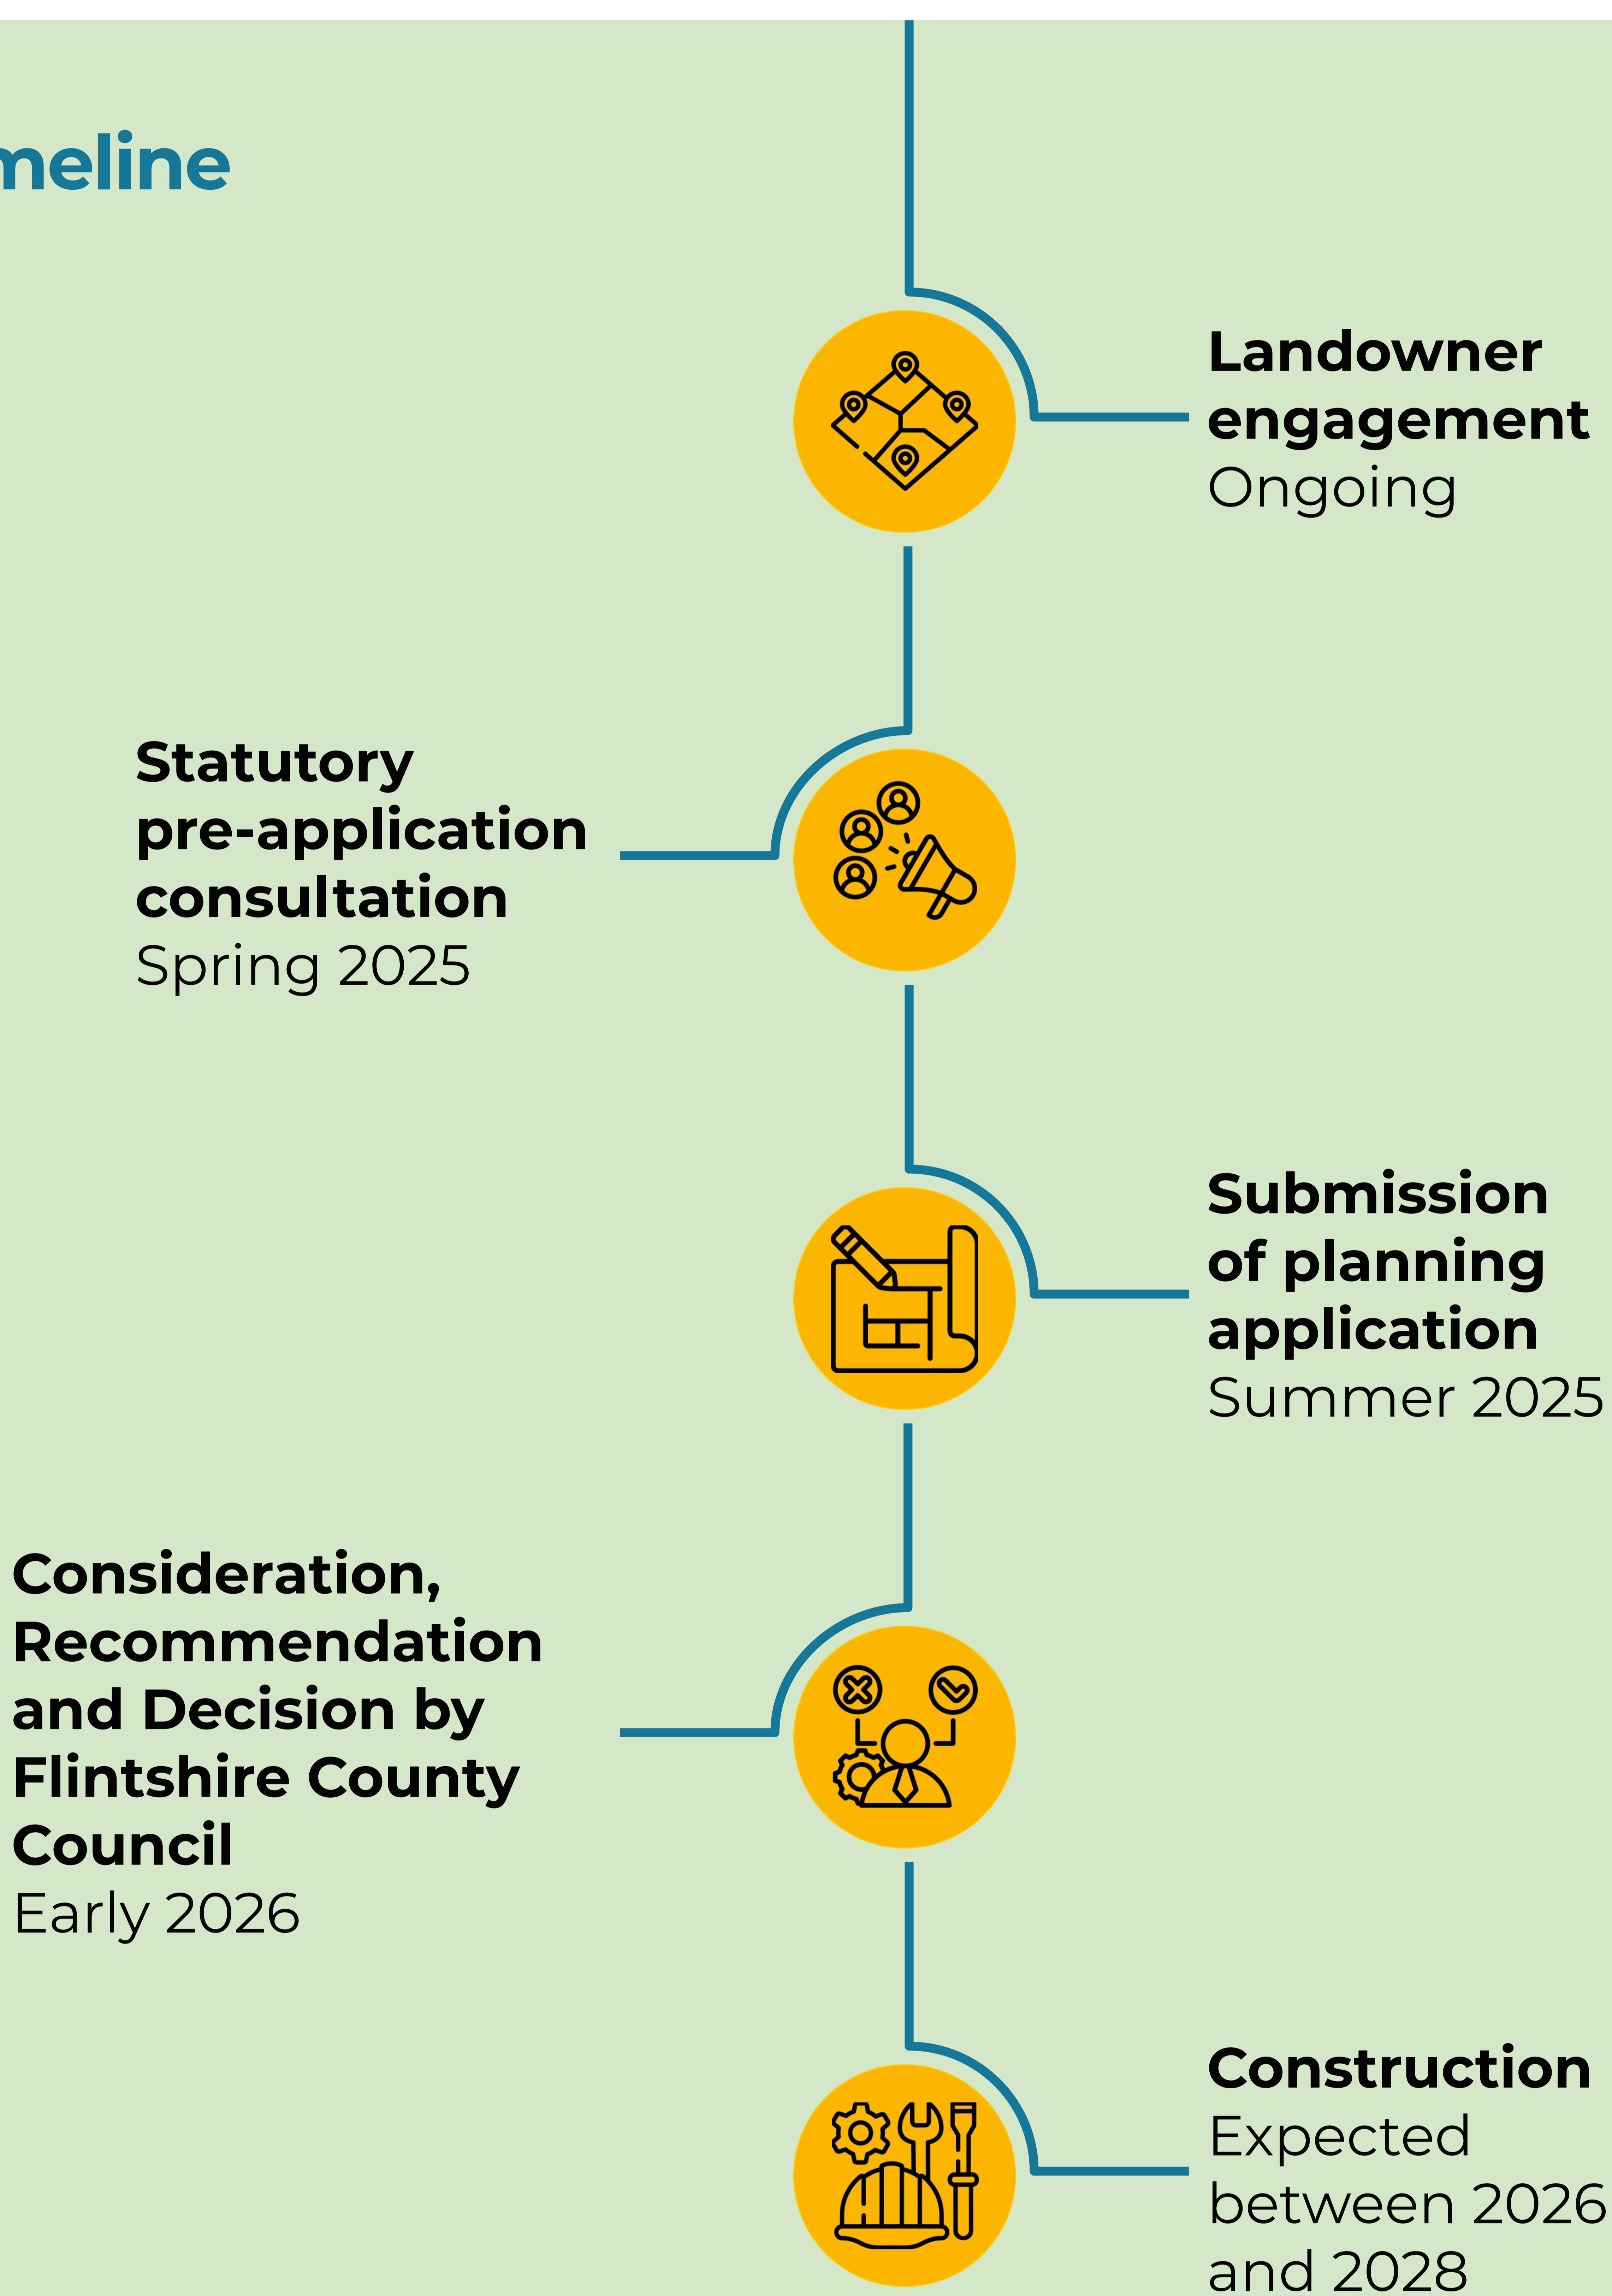 meline
Landowner
engagement
Ongoing
Statutory
pre-application
consultation
Spring 2025
Submission
of planning
application
Summer 2025
Consideration,
Recommendation
and Decision by
Flintshire County
Council
Early 2026
Construction
Expected
between 2026
and 2028